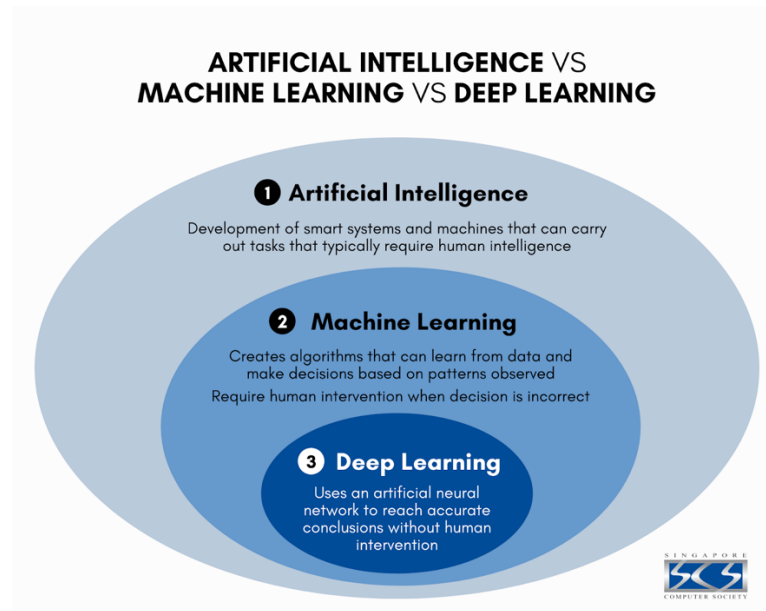 ARTIFICIAL INTELLIGENCE VS
MACHINE LEARNING VS DEEP LEARNING
1 Artificial Intelligence
Development of smart systems and machines that can carry
out tasks that typically require human intelligence
2 Machine Learning
Creates algorithms that can learn from data and
make decisions based on patterns observed
Require human intervention when decision is incorrect
3 Deep Learning
Uses an artificial neural
network to reach accurate
conclusions without human
intervention
SINGAPORE
SCS
COMPUTER SOCIETY